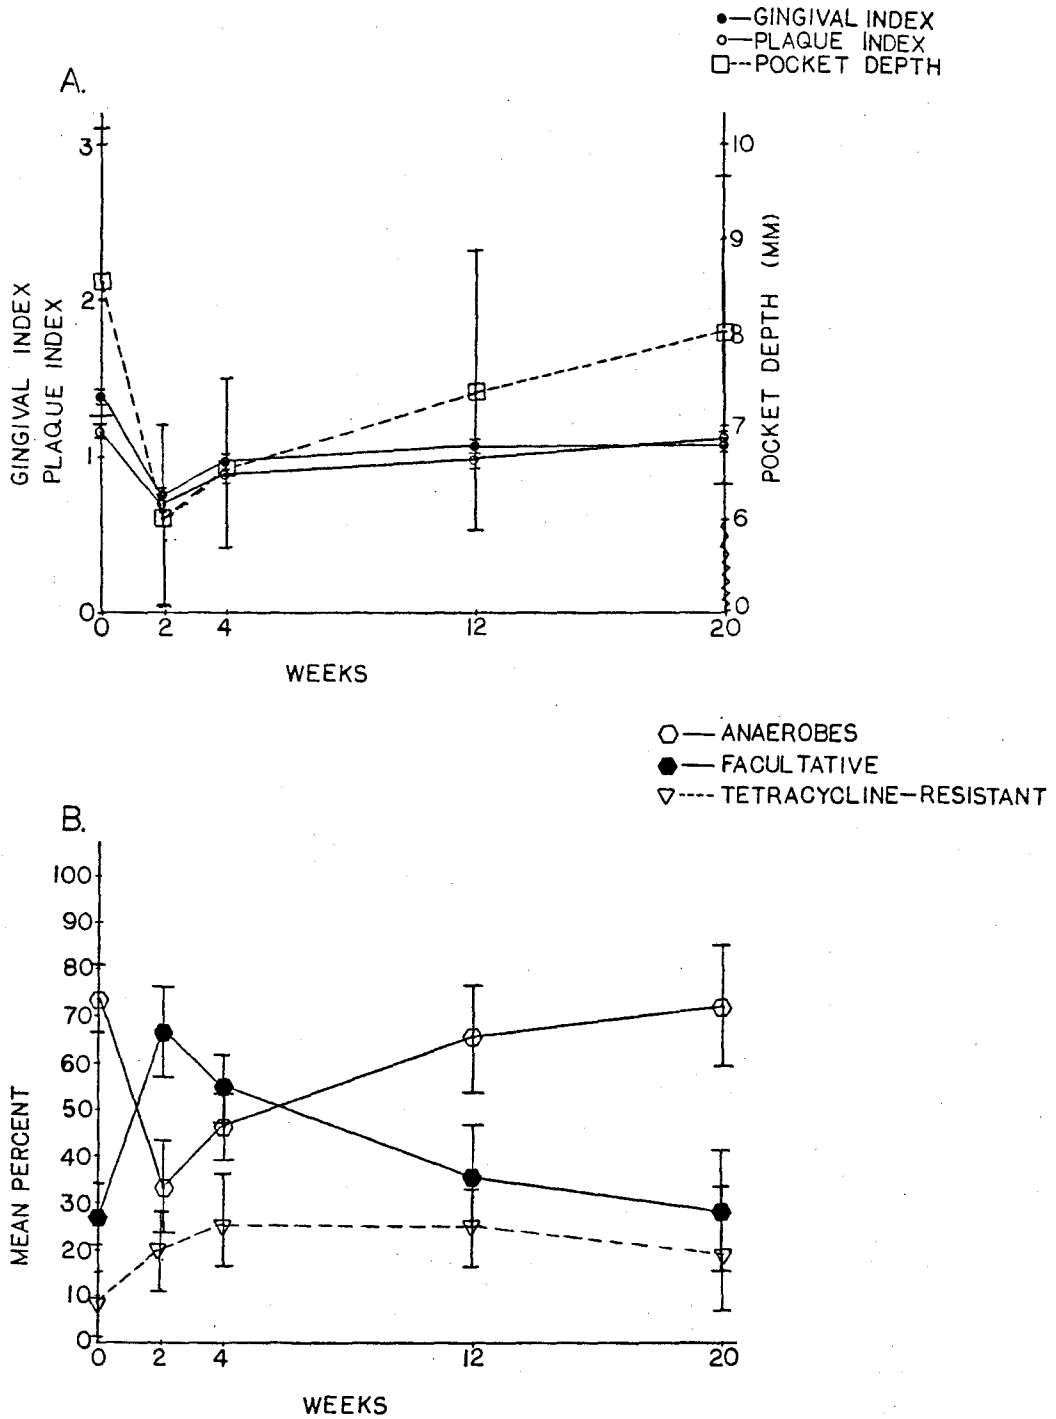 GINGIVAL INDEX
PLAQUE INDEX
POCKET DEPTH
A.
3
2
1
0
GINGIVAL INDEX
PLAQUE INDEX
10
9
8
7
6
0
POCKET DEPTH (MM)
0 2 4 12 20
WEEKS
ANAEROBES
FACULTATIVE
TETRACYCLINE-RESISTANT
B.
100
90
80
70
60
50
40
30
20
10
0
MEAN PERCENT
0 2 4 12 20
WEEKS